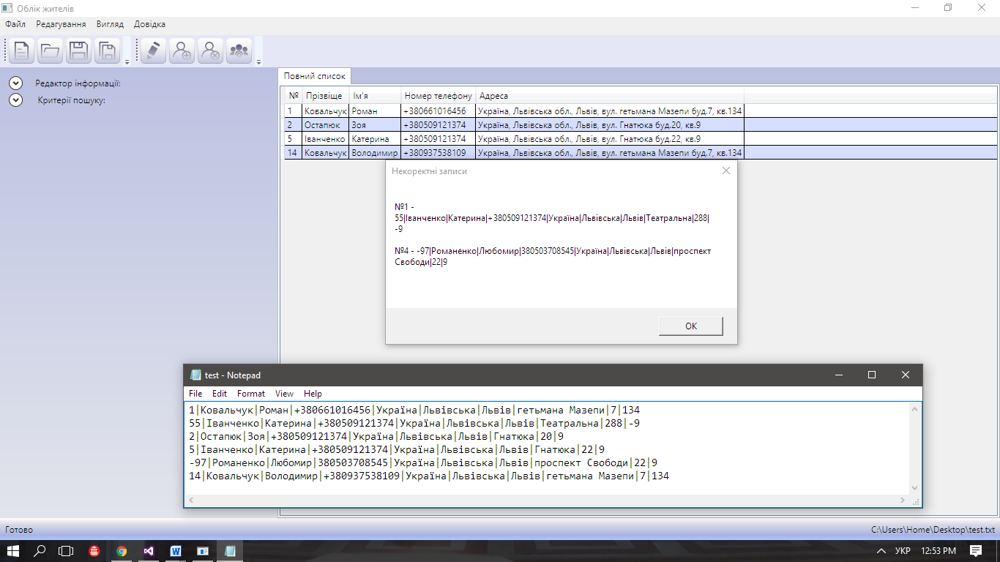 Облік жителів
Файл Редагування Вигляд Довідка
Редактор інформації:
Критерії пошуку:
Повний список
№ Прізвіще Ім'я Номер телефону Адреса
1 Ковальчук Роман +380661016456 Україна, Львівська обл., Львів, вул. гетьмана Мазепи буд.7, кв.134
2 Остапюк Зоя +380509121374 Україна, Львівська обл., Львів, вул. Гнатюка буд.20, кв.9
5 Іванченко Катерина +380509121374 Україна, Львівська обл., Львів, вул. Гнатюка буд.22, кв.9
14 Ковальчук Володимир +380937538109 Україна, Львівська обл., Львів, вул. гетьмана Мазепи буд.7, кв.134
Некоректні записи
№1 -
55|Іванченко|Катерина|+380509121374|Україна|Львівська|Львів|Театральна|288|
-9
№4 - -97|Романенко|Любомир|380503708545|Україна|Львівська|Львів|проспект
Свободи|22|9
OK
test - Notepad
File Edit Format View Help
1|Ковальчук|Роман|+380661016456|Україна|Львівська|Львів|гетьмана Мазепи|7|134
55|Іванченко|Катерина|+380509121374|Україна|Львівська|Львів|Театральна|288|-9
2|Остапюк|Зоя|+380509121374|Україна|Львівська|Львів|Гнатюка|20|9
5|Іванченко|Катерина|+380509121374|Україна|Львівська|Львів|Гнатюка|22|9
-97|Романенко|Любомир|380503708545|Україна|Львівська|Львів|проспект Свободи|22|9
14|Ковальчук|Володимир|+380937538109|Україна|Львівська|Львів|гетьмана Мазепи|7|134
Готово
C:\Users\Home\Desktop\test.txt
УКР 12:53 PM